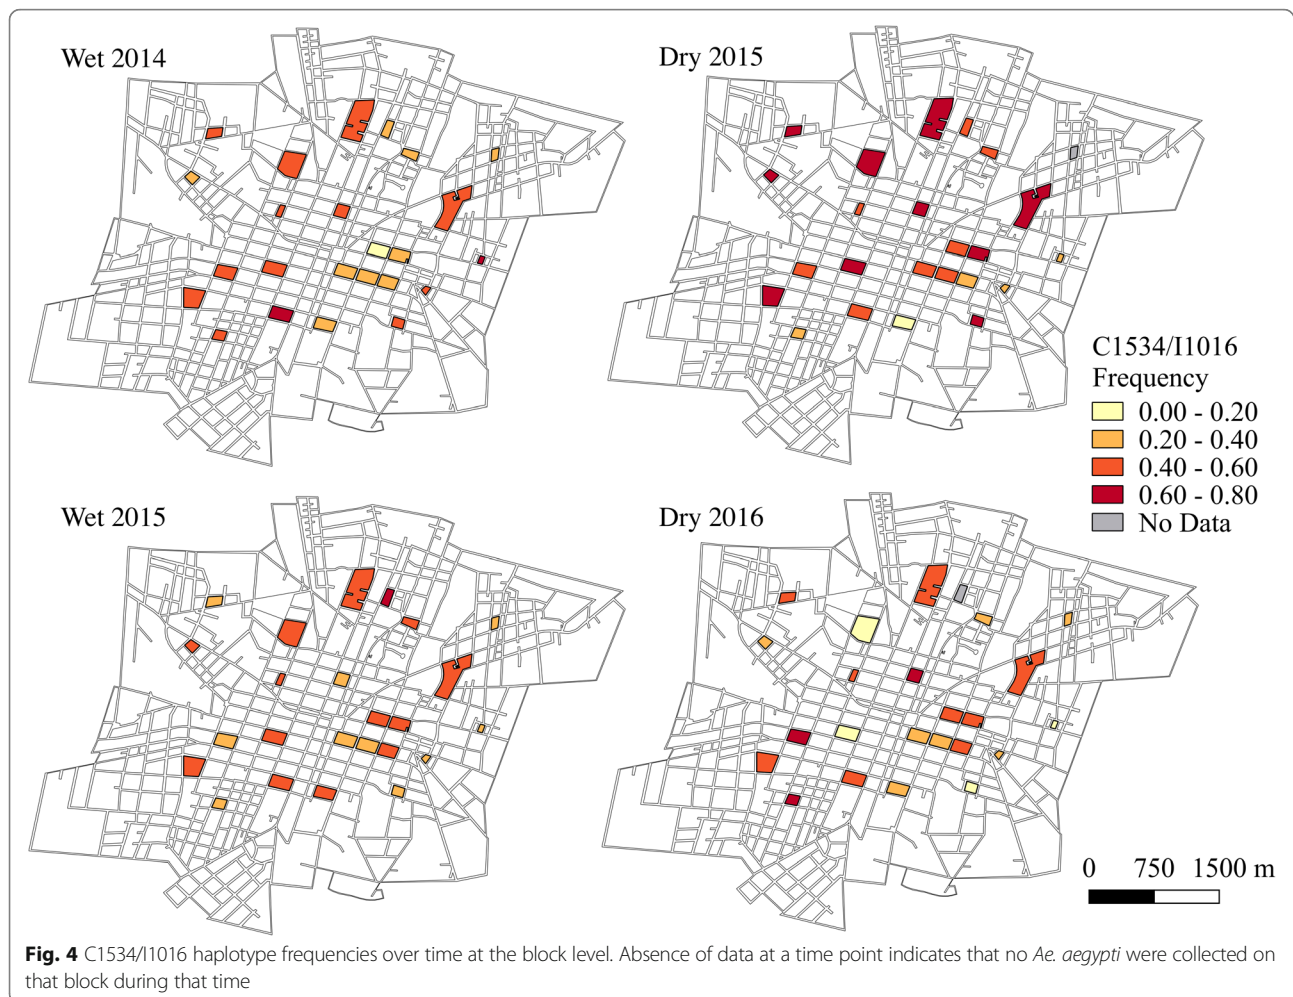 Wet 2014
Dry 2015
C1534/I1016
Frequency
0.00 - 0.20
0.20 - 0.40
0.40 - 0.60
0.60 - 0.80
No Data
Wet 2015
Dry 2016
0 750 1500 m
Fig. 4 C1534/I1016 haplotype frequencies over time at the block level. Absence of data at a time point indicates that no Ae. aegypti were collected on
that block during that time